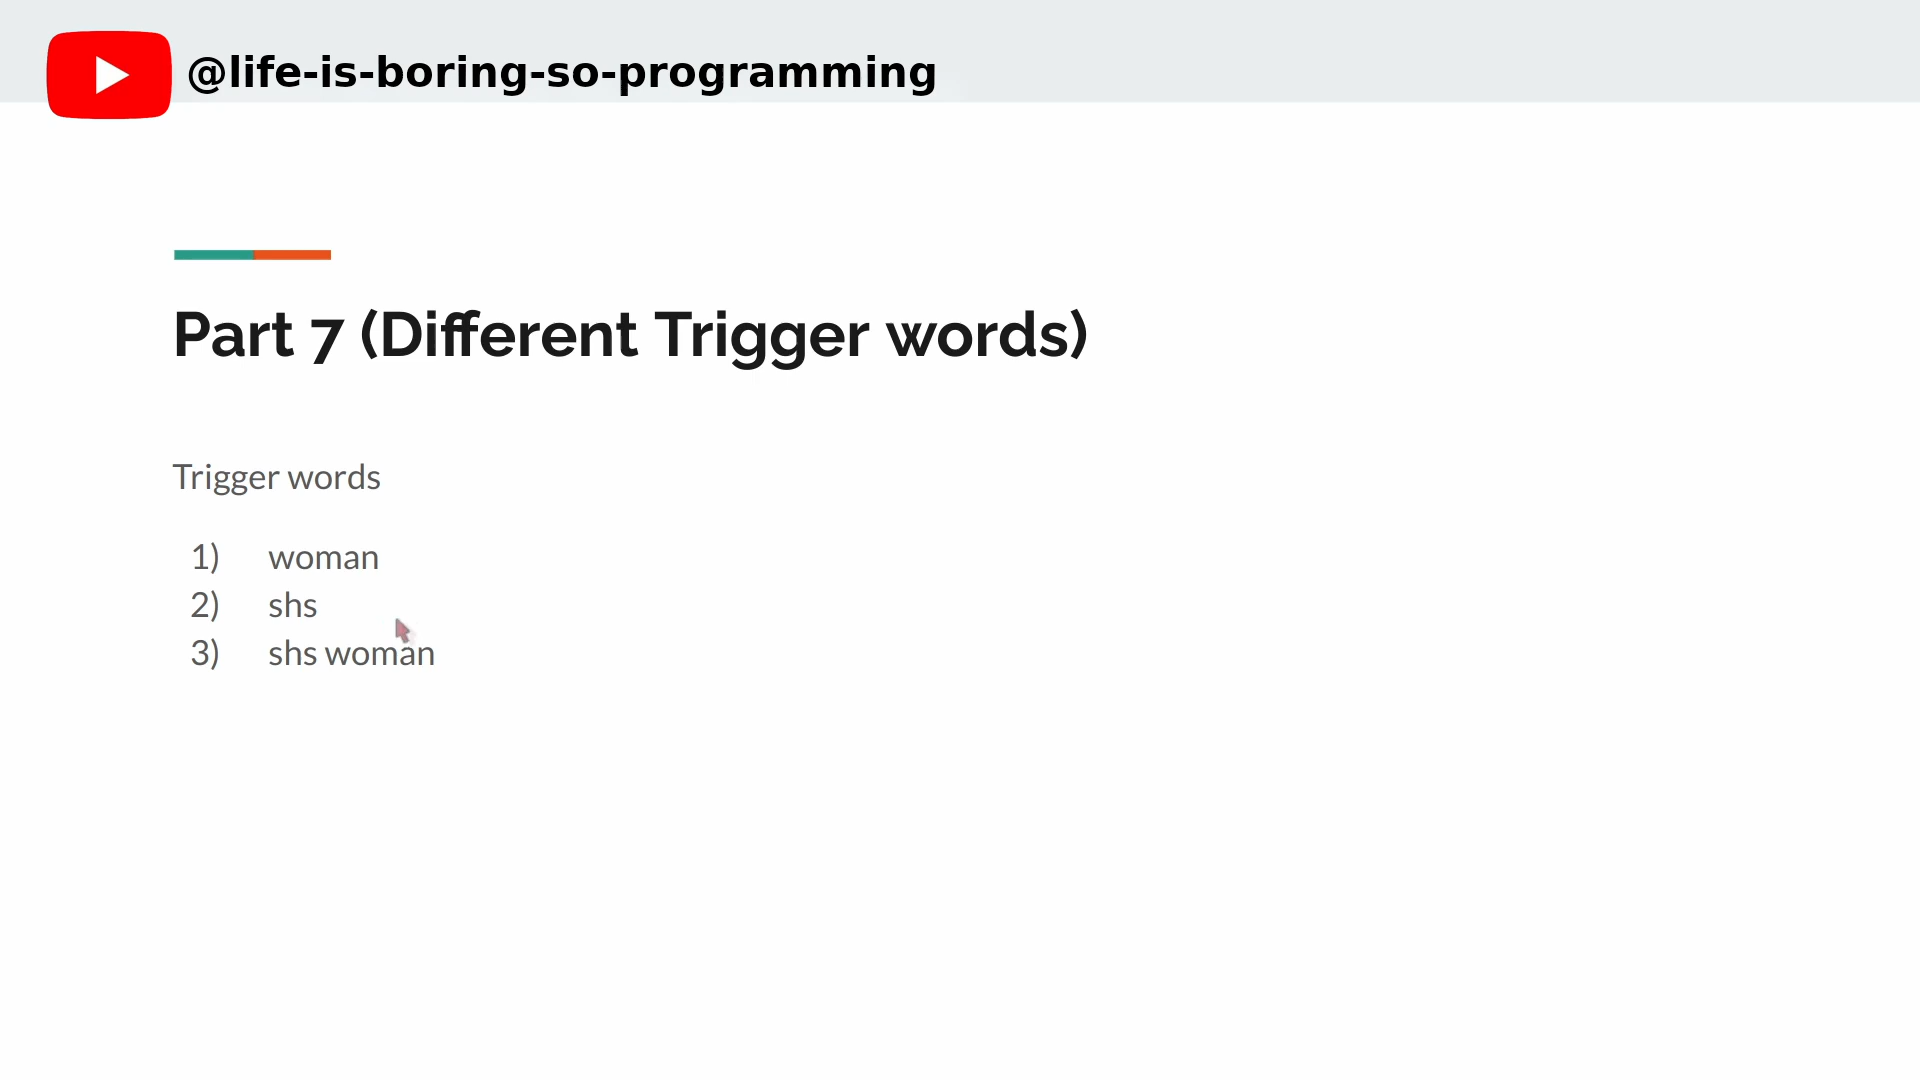 @life-is-boring-so-programming
Part 7 (Different Trigger words)
Trigger words
1) woman
2) shs
3) shs woman